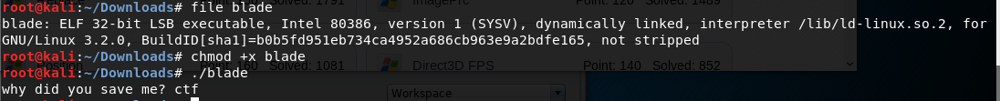 Solved: 1791 ImagePrc Point: 120 Solved: 1489
root@kali:~/Downloads# file blade
blade: ELF 32-bit LSB executable, Intel 80386, version 1 (SYSV), dynamically linked, interpreter /lib/ld-linux.so.2, for
GNU/Linux 3.2.0, BuildID[sha1]=b0b5fd951eb734ca4952a686cb963e9a2bdfe165, not stripped
root@kali:~/Downloads# chmod +x blade
root@kali:~/Downloads# ./blade
Point: 160 Solved: 1081 Direct3D FPS Point: 140 Solved: 852
why did you save me? ctf
Workspace